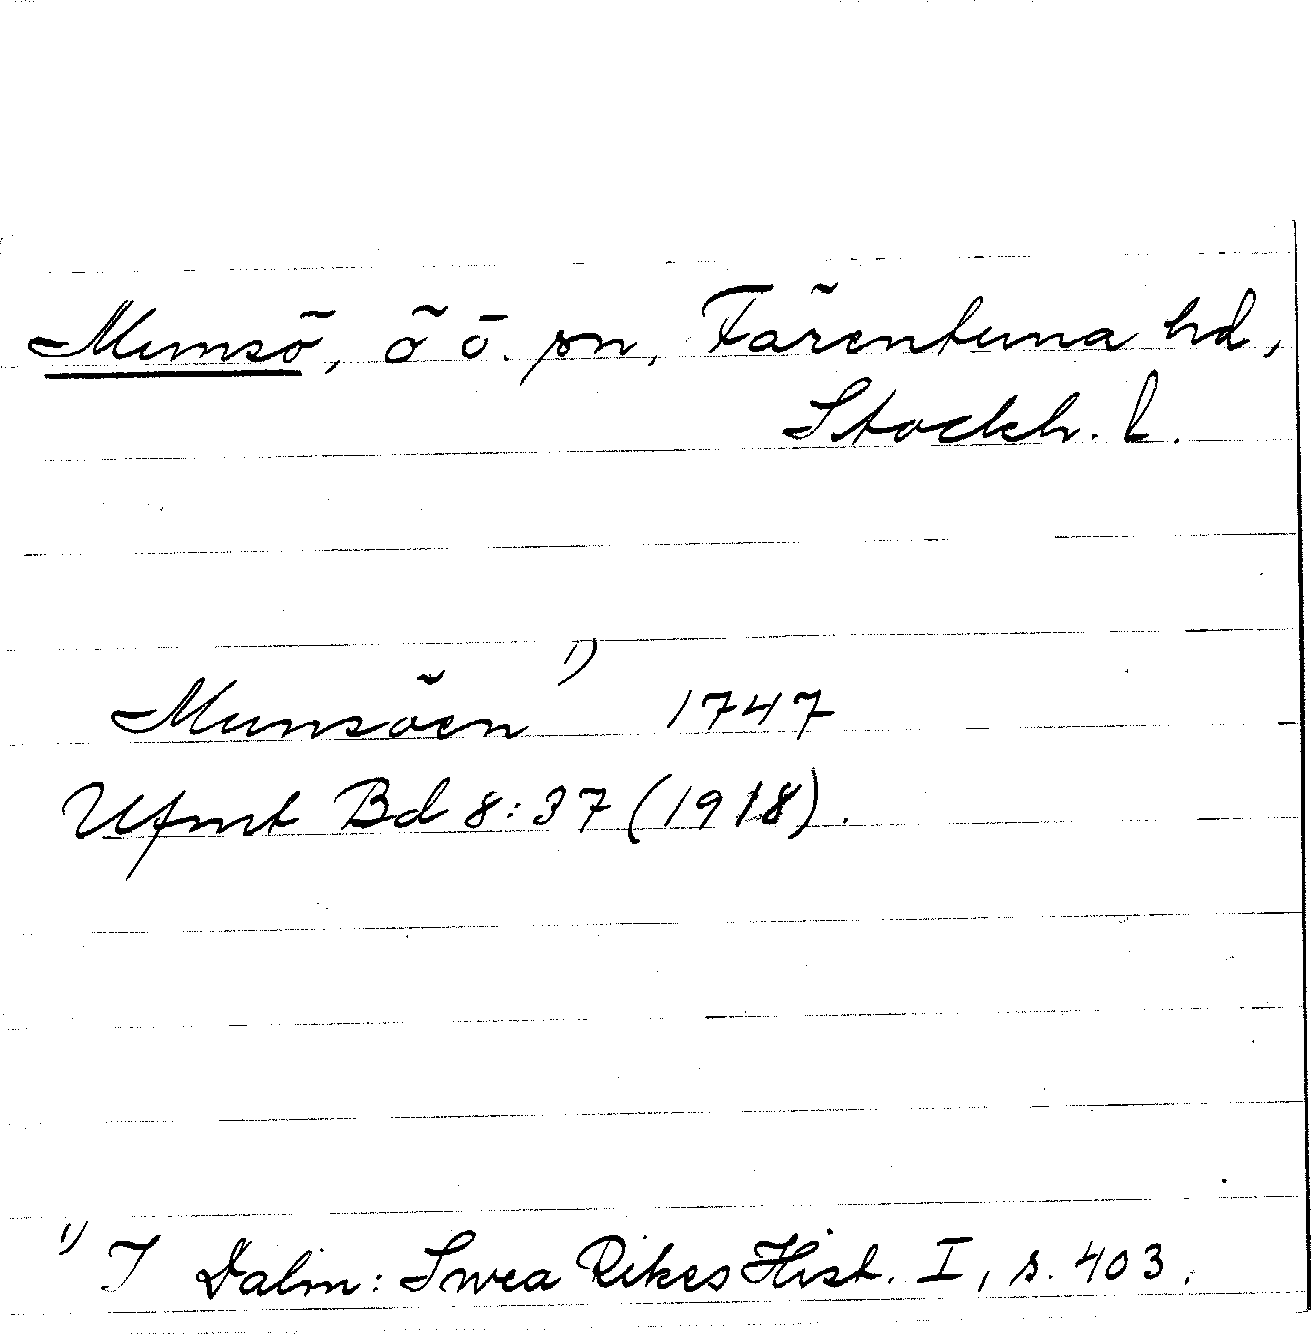 Munsö, ö o. sn, Färentuna hd,
Stockh. l.
Munsöen 1) 1747
Ufmt Bd 8:37 (1918).
1) I Dalin: Swea Rikes Hist. I, s. 403.